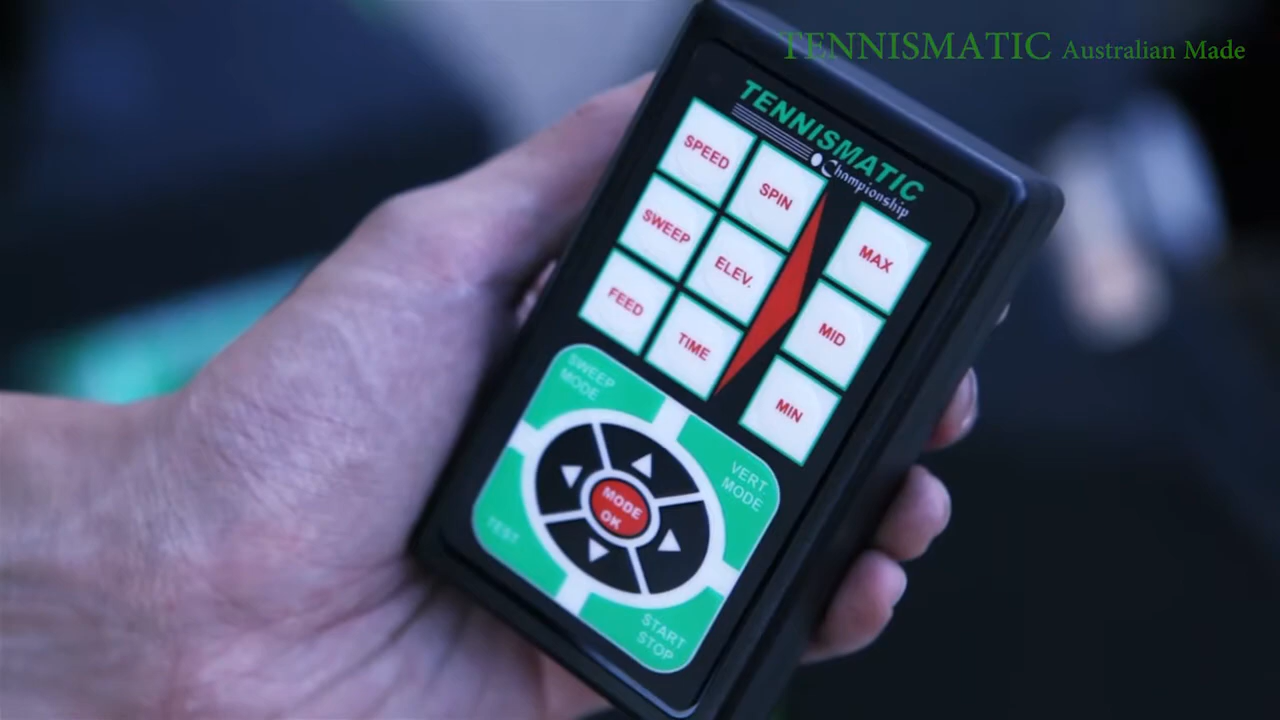 TENNISMATIC Australian Made
TENNISMATIC
Championship
SPEED
SPIN
MAX
SWEEP
ELEV.
MID
FEED
TIME
MIN
SWEEP
MODE
VERT.
MODE
MODE
OK
TEST
START
STOP